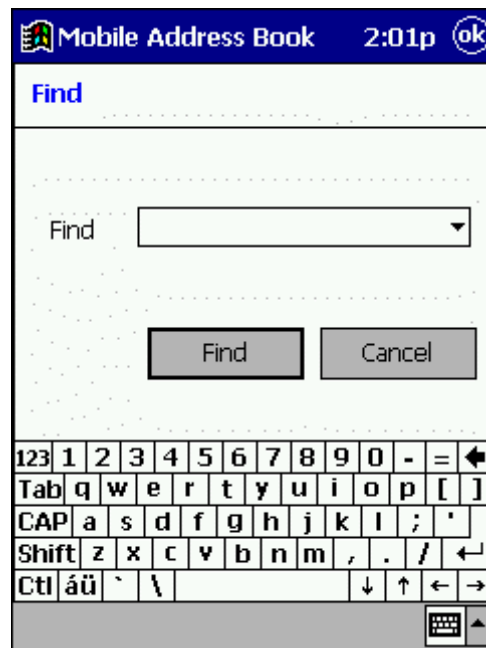 Mobile Address Book 2:01p ok
Find
Find
Find Cancel
123 1 2 3 4 5 6 7 8 9 0 - = ←
Tab q w e r t y u i o p [ ]
CAP a s d f g h j k l ; '
Shift z x c v b n m , . / ↵
Ctl áü ` \ ↓ ↑ ← →